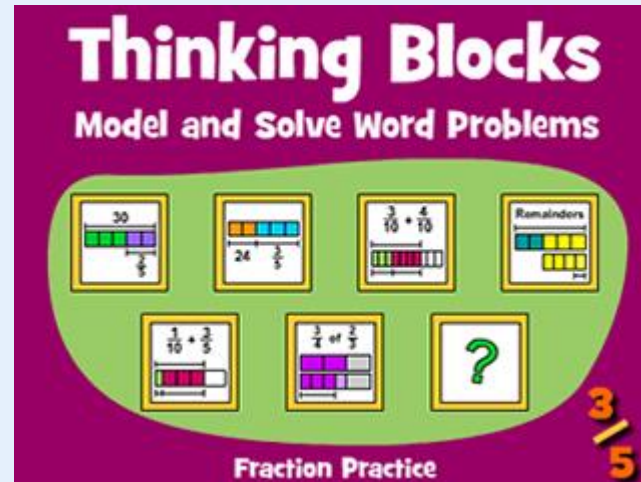 Thinking Blocks
Model and Solve Word Problems
30
2/5
24 3/5
3/10 + 4/10
Remainders
1/10 + 3/5
3/4 of 2/3
?
3/5
Fraction Practice